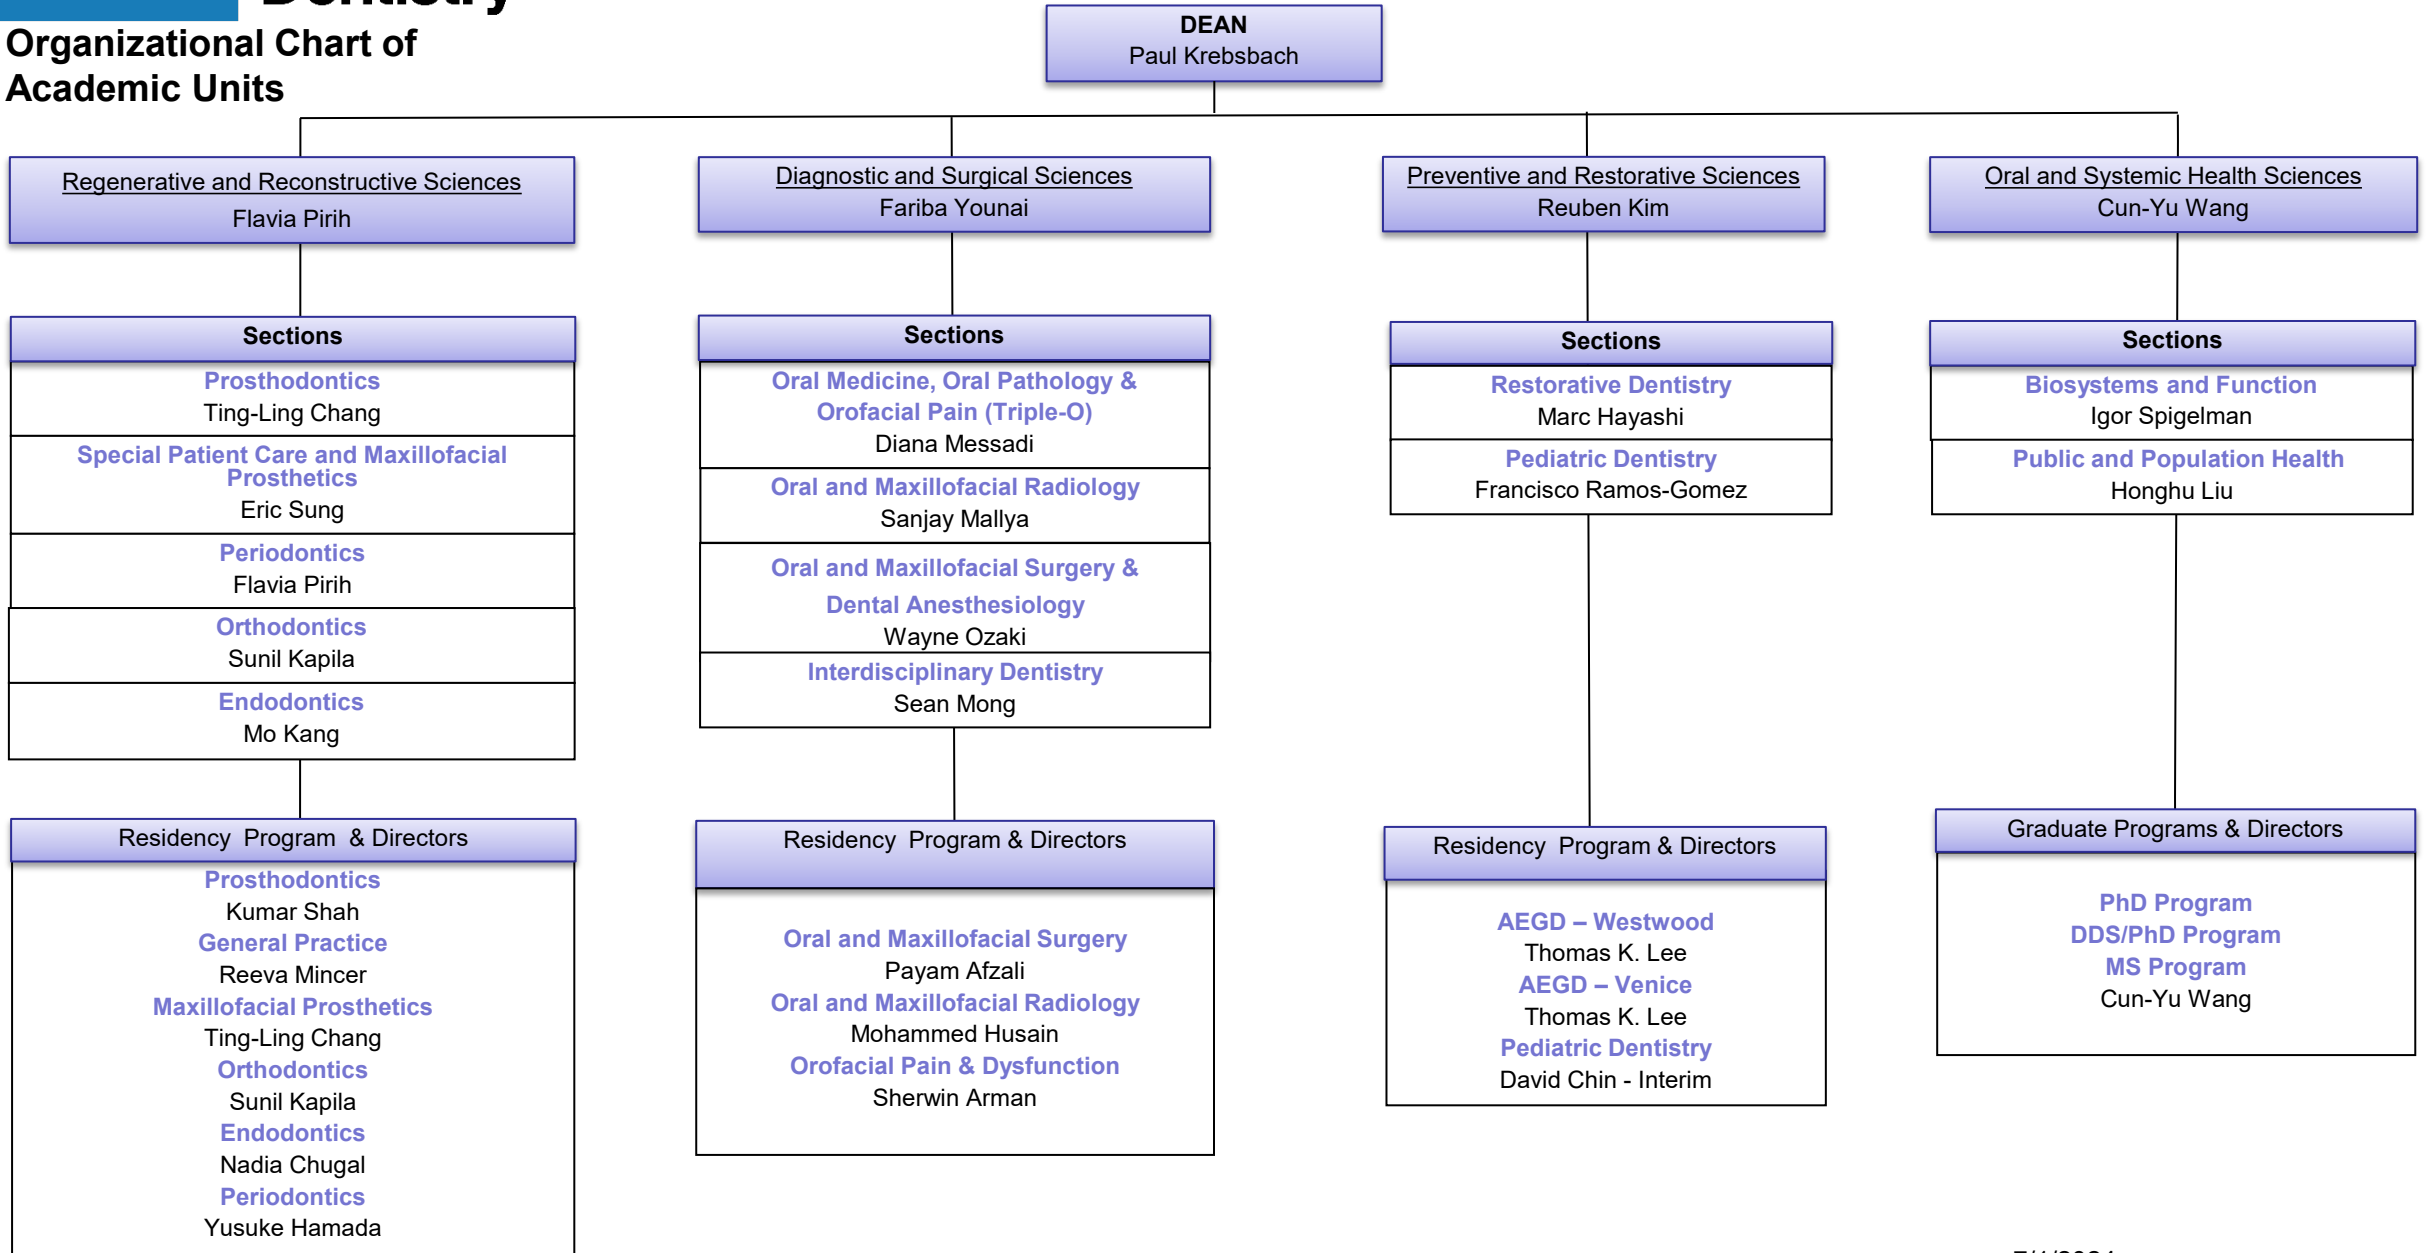 Dentistry
Organizational Chart of
Academic Units
DEAN
Paul Krebsbach
Regenerative and Reconstructive Sciences
Flavia Pirih
Sections
Prosthodontics
Ting-Ling Chang
Special Patient Care and Maxillofacial
Prosthetics
Eric Sung
Periodontics
Flavia Pirih
Orthodontics
Sunil Kapila
Endodontics
Mo Kang
Residency Program & Directors
Prosthodontics
Kumar Shah
General Practice
Reeva Mincer
Maxillofacial Prosthetics
Ting-Ling Chang
Orthodontics
Sunil Kapila
Endodontics
Nadia Chugal
Periodontics
Yusuke Hamada
Diagnostic and Surgical Sciences
Fariba Younai
Sections
Oral Medicine, Oral Pathology &
Orofacial Pain (Triple-O)
Diana Messadi
Oral and Maxillofacial Radiology
Sanjay Mallya
Oral and Maxillofacial Surgery &
Dental Anesthesiology
Wayne Ozaki
Interdisciplinary Dentistry
Sean Mong
Residency Program & Directors
Oral and Maxillofacial Surgery
Payam Afzali
Oral and Maxillofacial Radiology
Mohammed Husain
Orofacial Pain & Dysfunction
Sherwin Arman
Preventive and Restorative Sciences
Reuben Kim
Sections
Restorative Dentistry
Marc Hayashi
Pediatric Dentistry
Francisco Ramos-Gomez
Residency Program & Directors
AEGD – Westwood
Thomas K. Lee
AEGD – Venice
Thomas K. Lee
Pediatric Dentistry
David Chin - Interim
Oral and Systemic Health Sciences
Cun-Yu Wang
Sections
Biosystems and Function
Igor Spigelman
Public and Population Health
Honghu Liu
Graduate Programs & Directors
PhD Program
DDS/PhD Program
MS Program
Cun-Yu Wang